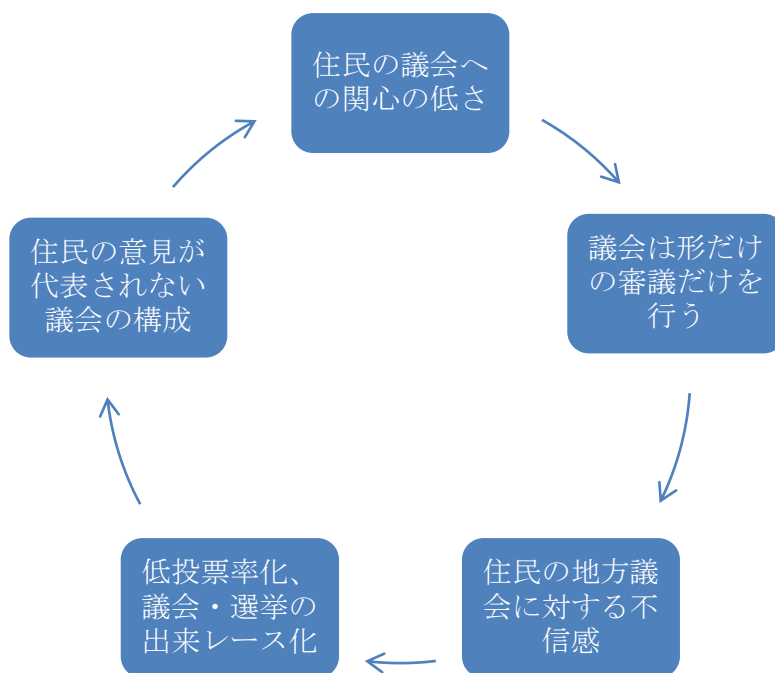 住民の議会へ
の関心の低さ
議会は形だけ
の審議だけを
行う
住民の地方議
会に対する不
信感
低投票率化、
議会・選挙の
出来レース化
住民の意見が
代表されない
議会の構成